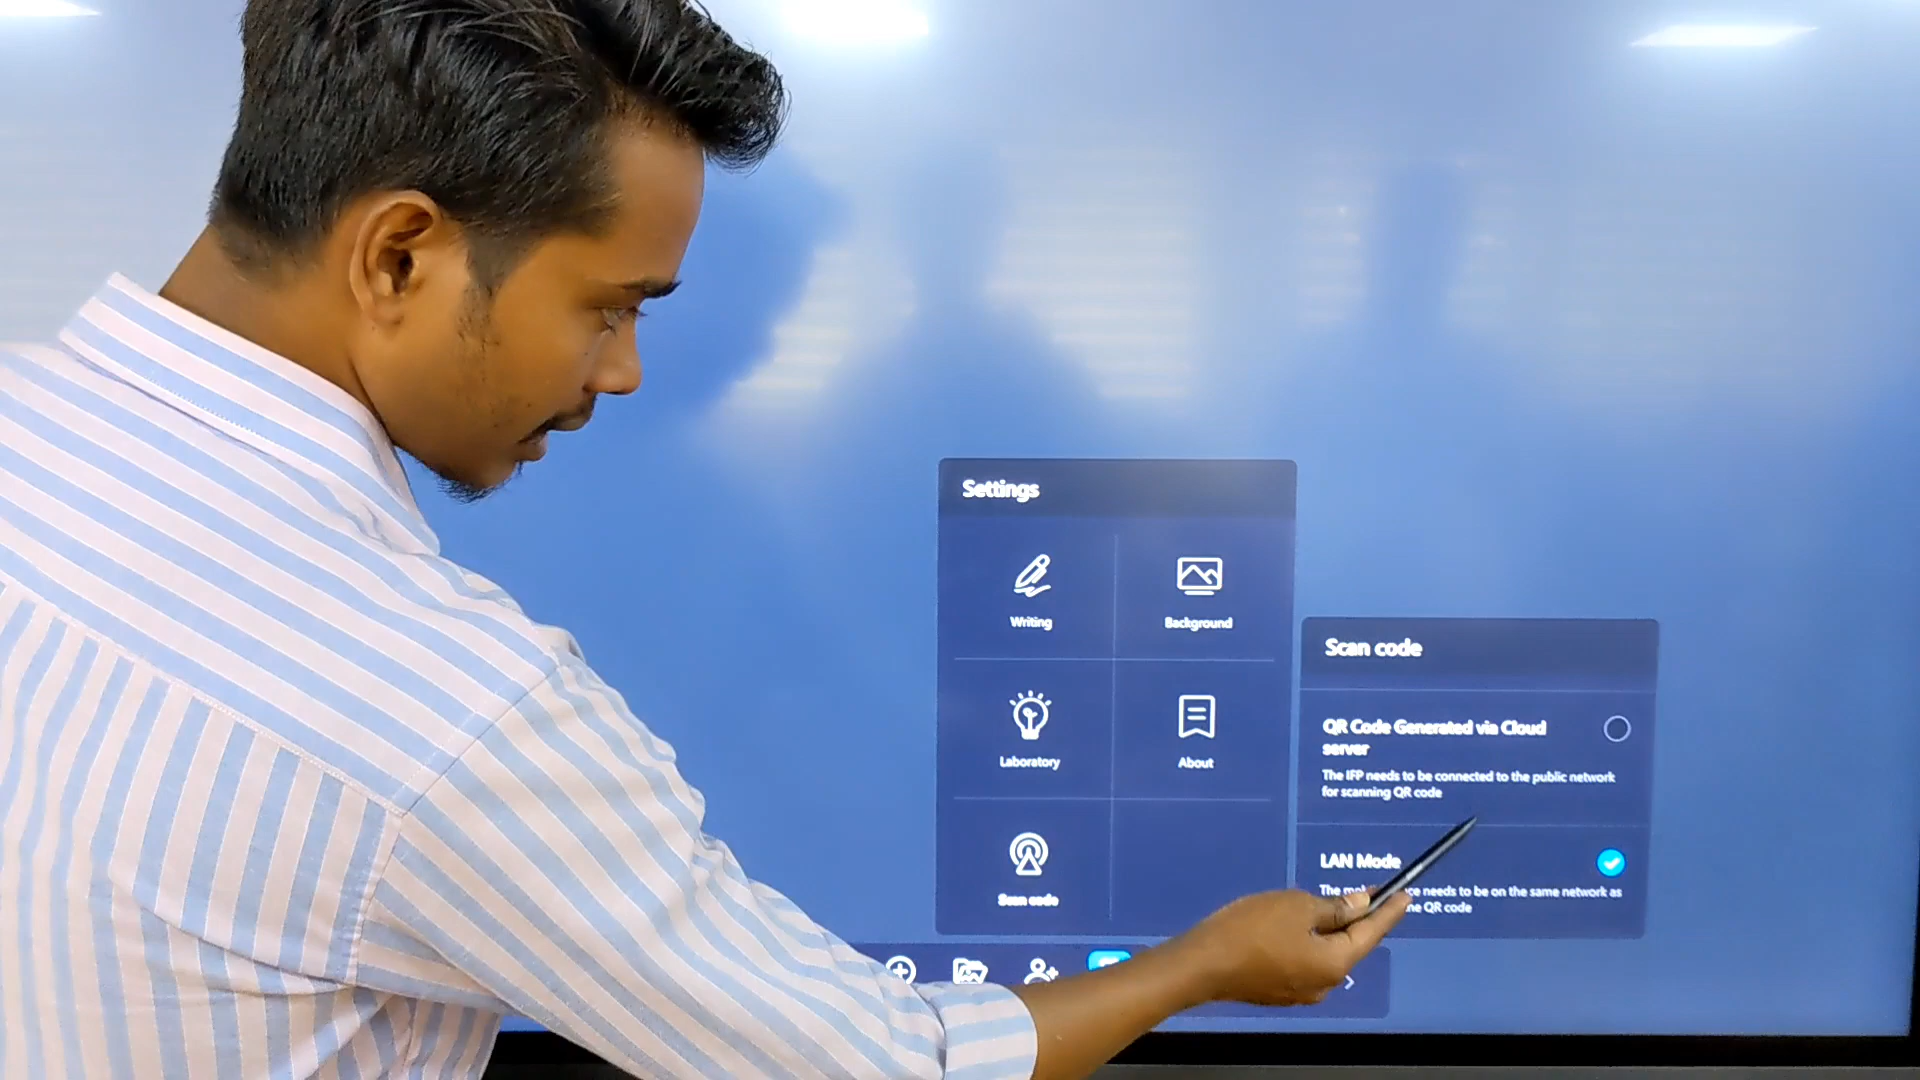 Settings
Writing
Background
Laboratory
About
Scan code
Scan code
QR Code Generated via Cloud
server
The IFP needs to be connected to the public network
for scanning QR code
LAN Mode
The needs to be on the same network as
QR code